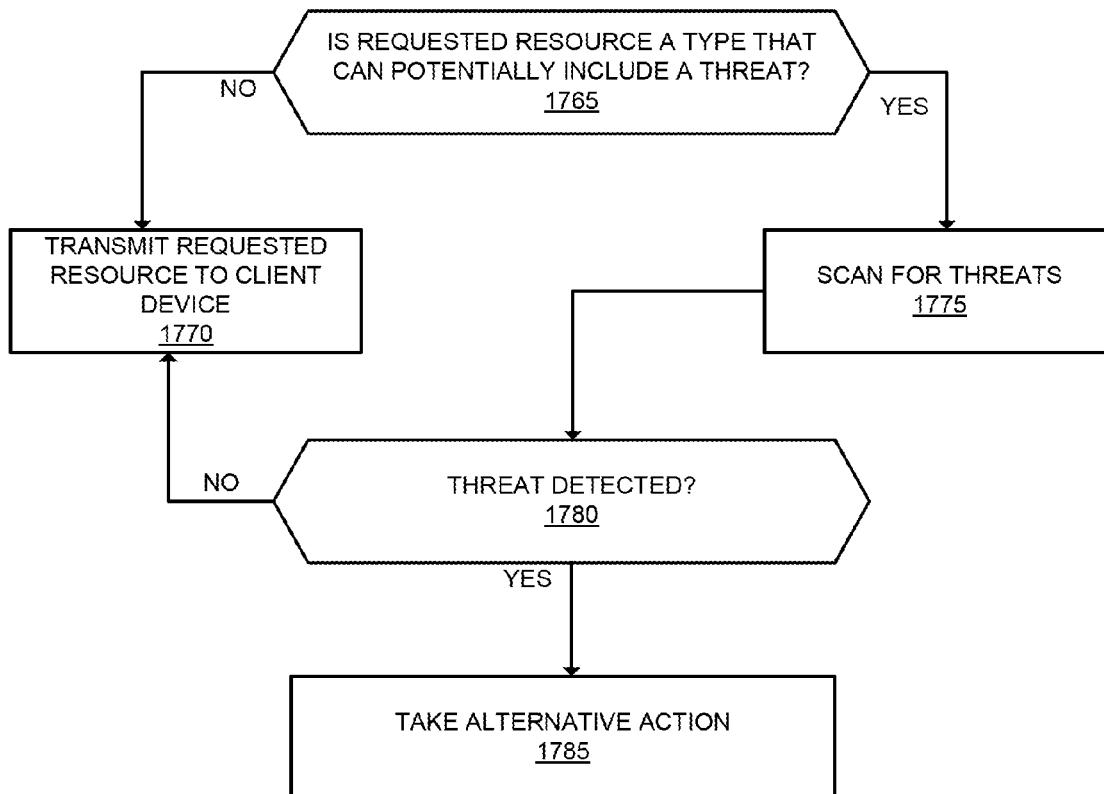 IS REQUESTED RESOURCE A TYPE THAT
CAN POTENTIALLY INCLUDE A THREAT?
1765
NO
YES
TRANSMIT REQUESTED
RESOURCE TO CLIENT
DEVICE
1770
SCAN FOR THREATS
1775
NO
THREAT DETECTED?
1780
YES
TAKE ALTERNATIVE ACTION
1785